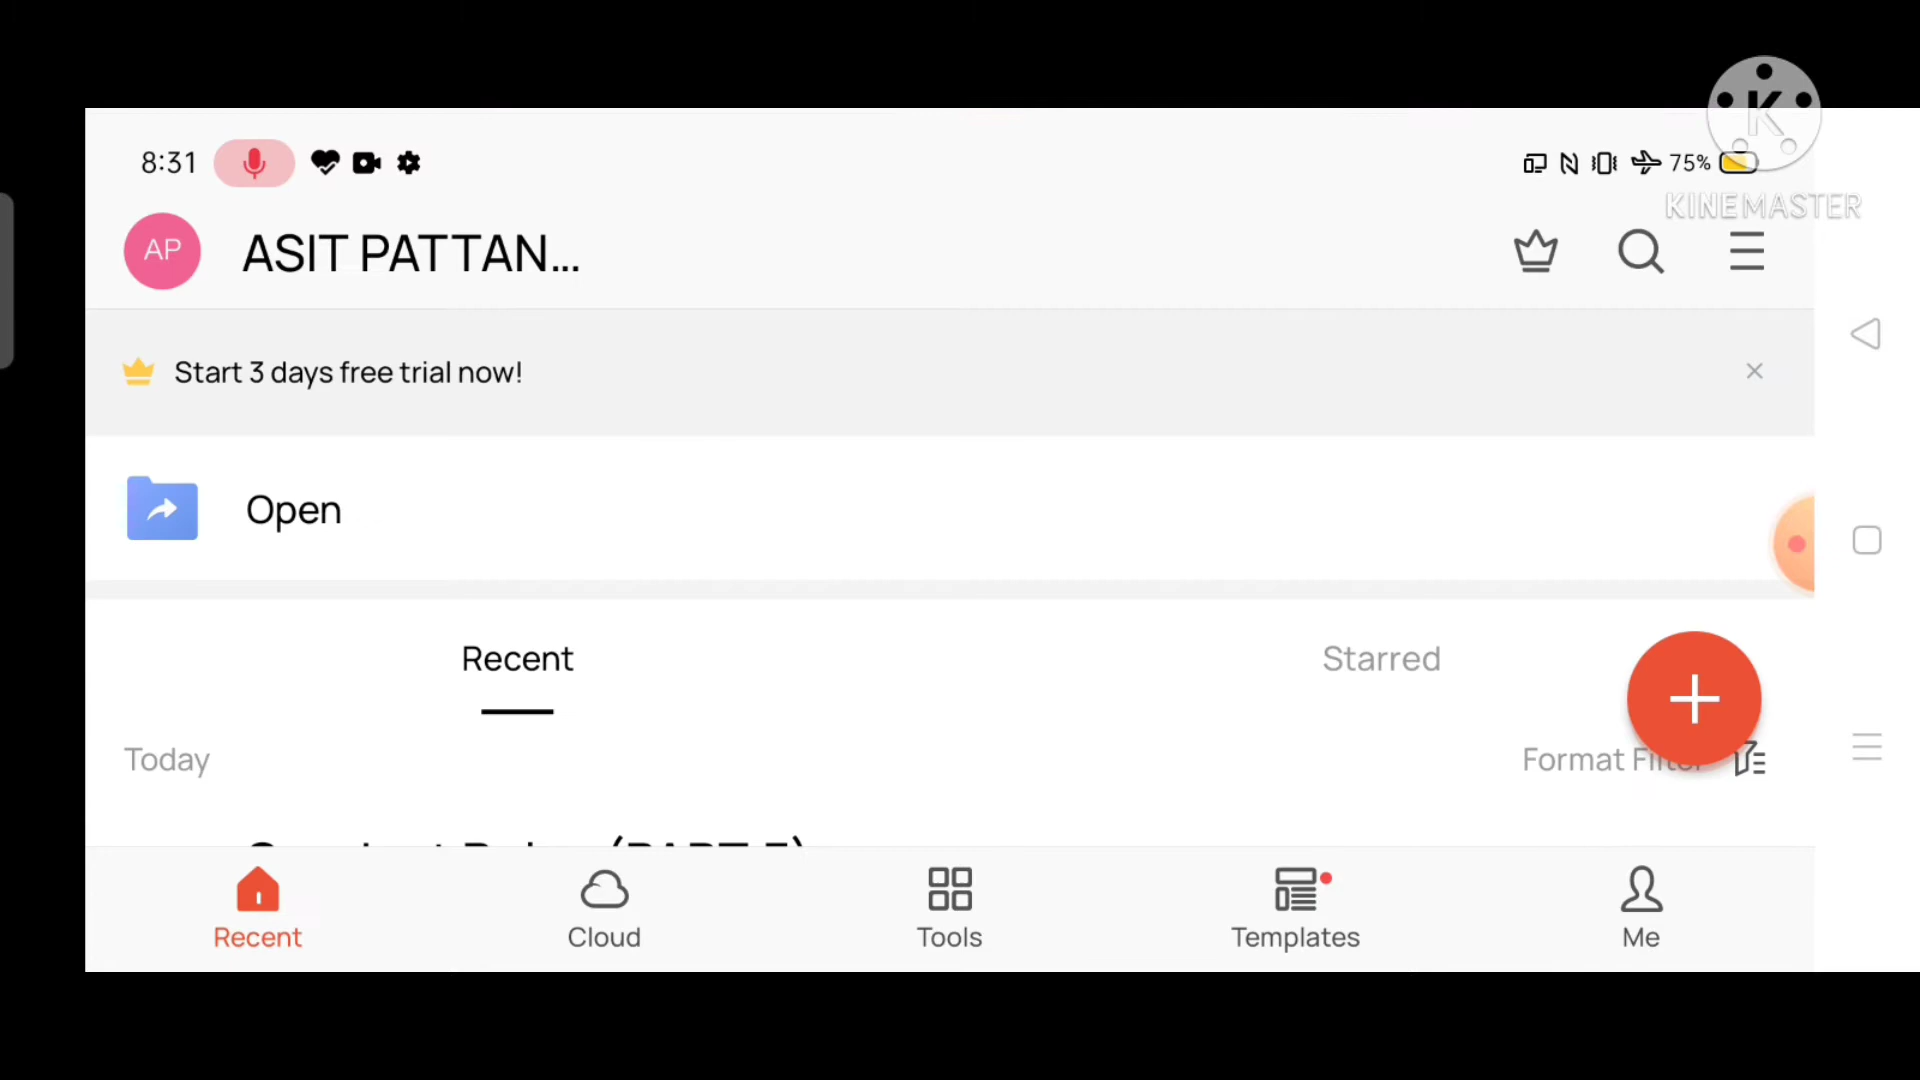 8:31
75%
K
KINEMASTER
AP
ASIT PATTAN...
Start 3 days free trial now!
Open
Recent
Starred
Today
Format Filter
Recent
Cloud
Tools
Templates
Me